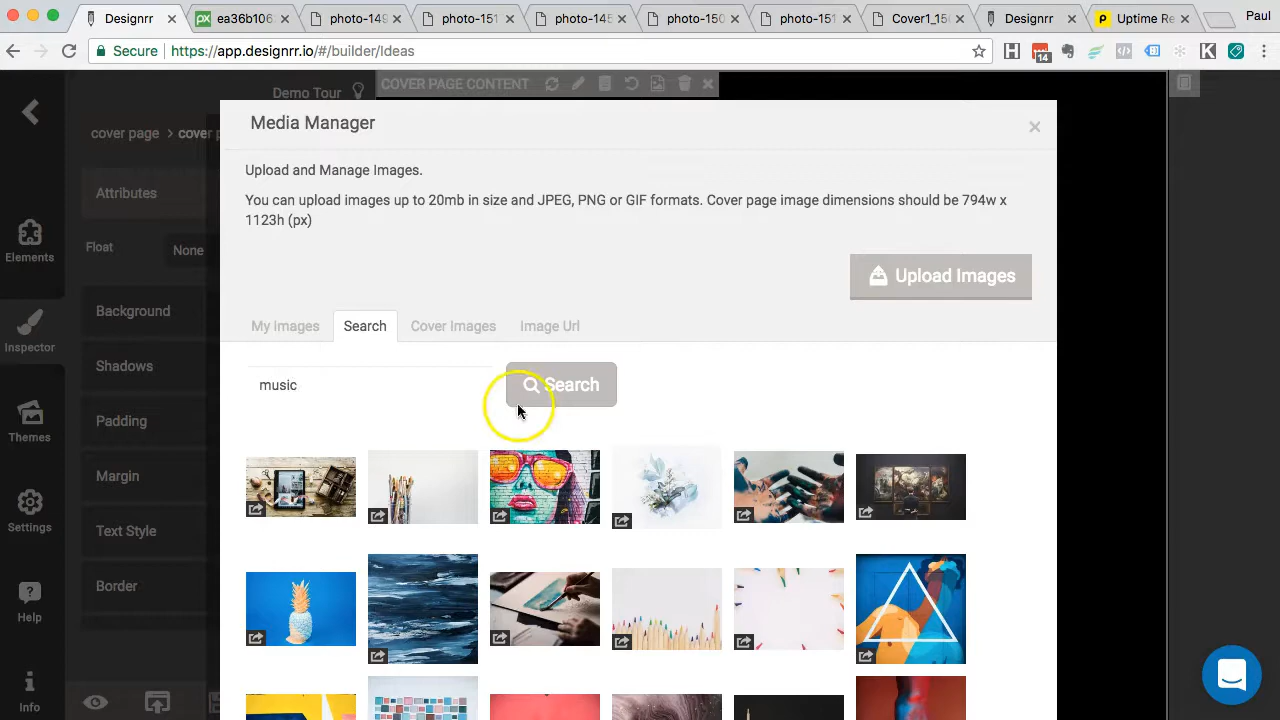 Designrr
ea36b106
photo-149
photo-151
photo-145
photo-150
photo-151
Cover1_15
Designrr
Uptime Re
Paul
Secure
https://app.designrr.io/#/builder/Ideas
14
Demo Tour
COVER PAGE CONTENT
cover page > cover p
Media Manager
×
Upload and Manage Images.
You can upload images up to 20mb in size and JPEG, PNG or GIF formats. Cover page image dimensions should be 794w x
1123h (px)
Upload Images
Attributes
Float
None
Background
Shadows
Padding
Margin
Text Style
Border
Elements
Inspector
Themes
Settings
Help
Info
My Images
Search
Cover Images
Image Url
music
Search